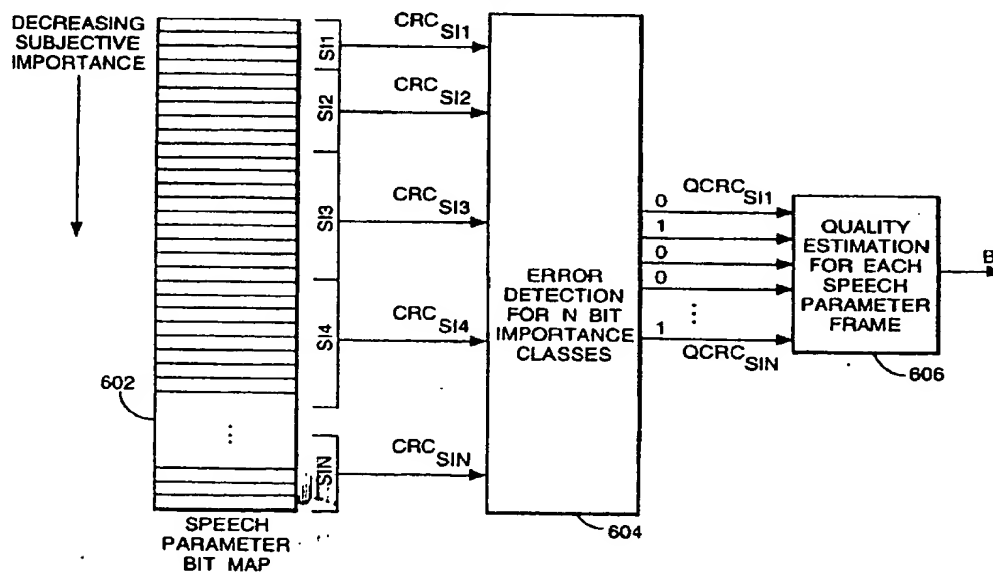 DECREASING
SUBJECTIVE
IMPORTANCE
602
SPEECH
PARAMETER
BIT MAP
SI1
SI2
SI3
SI4
SIN
CRC SI1
CRC SI2
CRC SI3
CRC SI4
CRC SIN
ERROR
DETECTION
FOR N BIT
IMPORTANCE
CLASSES
604
0 QCRC SI1
1
0
0
⋮
1 QCRC SIN
QUALITY
ESTIMATION
FOR EACH
SPEECH
PARAMETER
FRAME
606